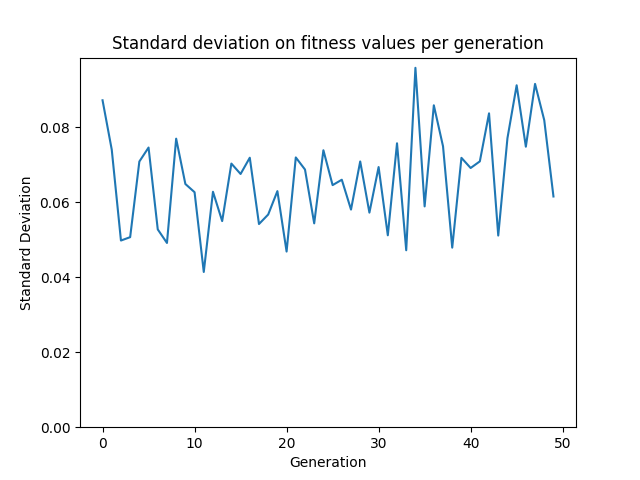 Standard deviation on fitness values per generation
Standard Deviation
0.08
0.06
0.04
0.02
0.00
0 10 20 30 40 50
Generation